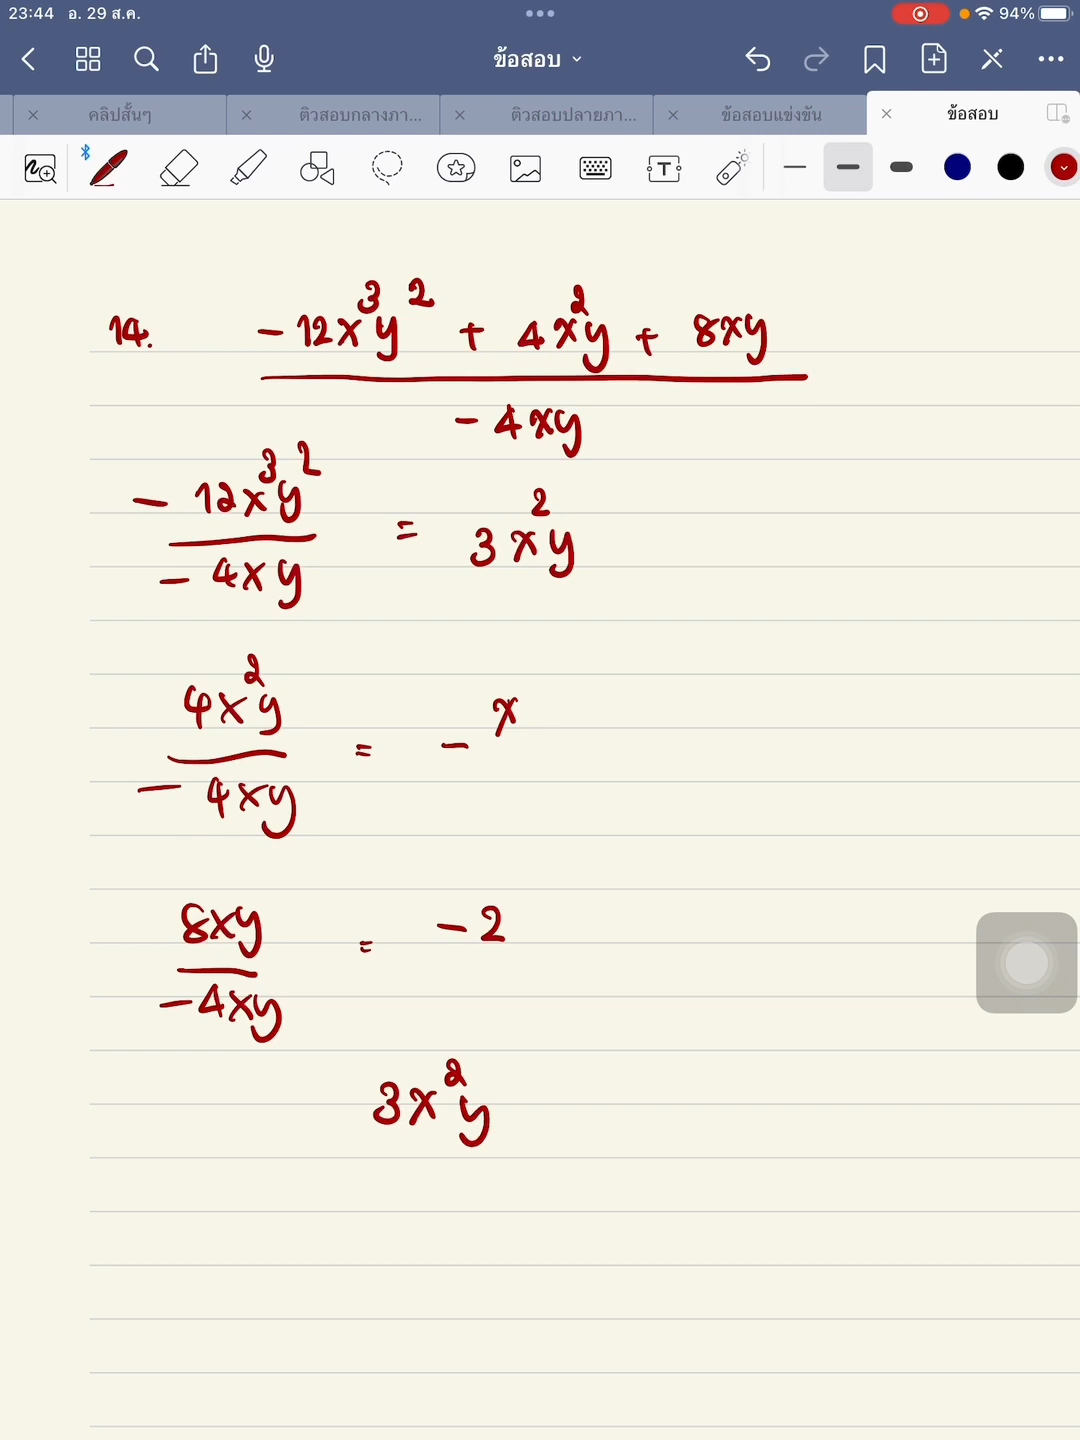 23:44 อ. 29 ส.ค. 94%
ข้อสอบ
คลิปสั้นๆ ติวสอบกลางภา... ติวสอบปลายภา... ข้อสอบแข่งขัน ข้อสอบ
T
14. -12x³y² + 4x²y + 8xy
-4xy
-12x³y²
= 3x²y
-4xy
4x²y
= -x
-4xy
8xy
= -2
-4xy
3x²y